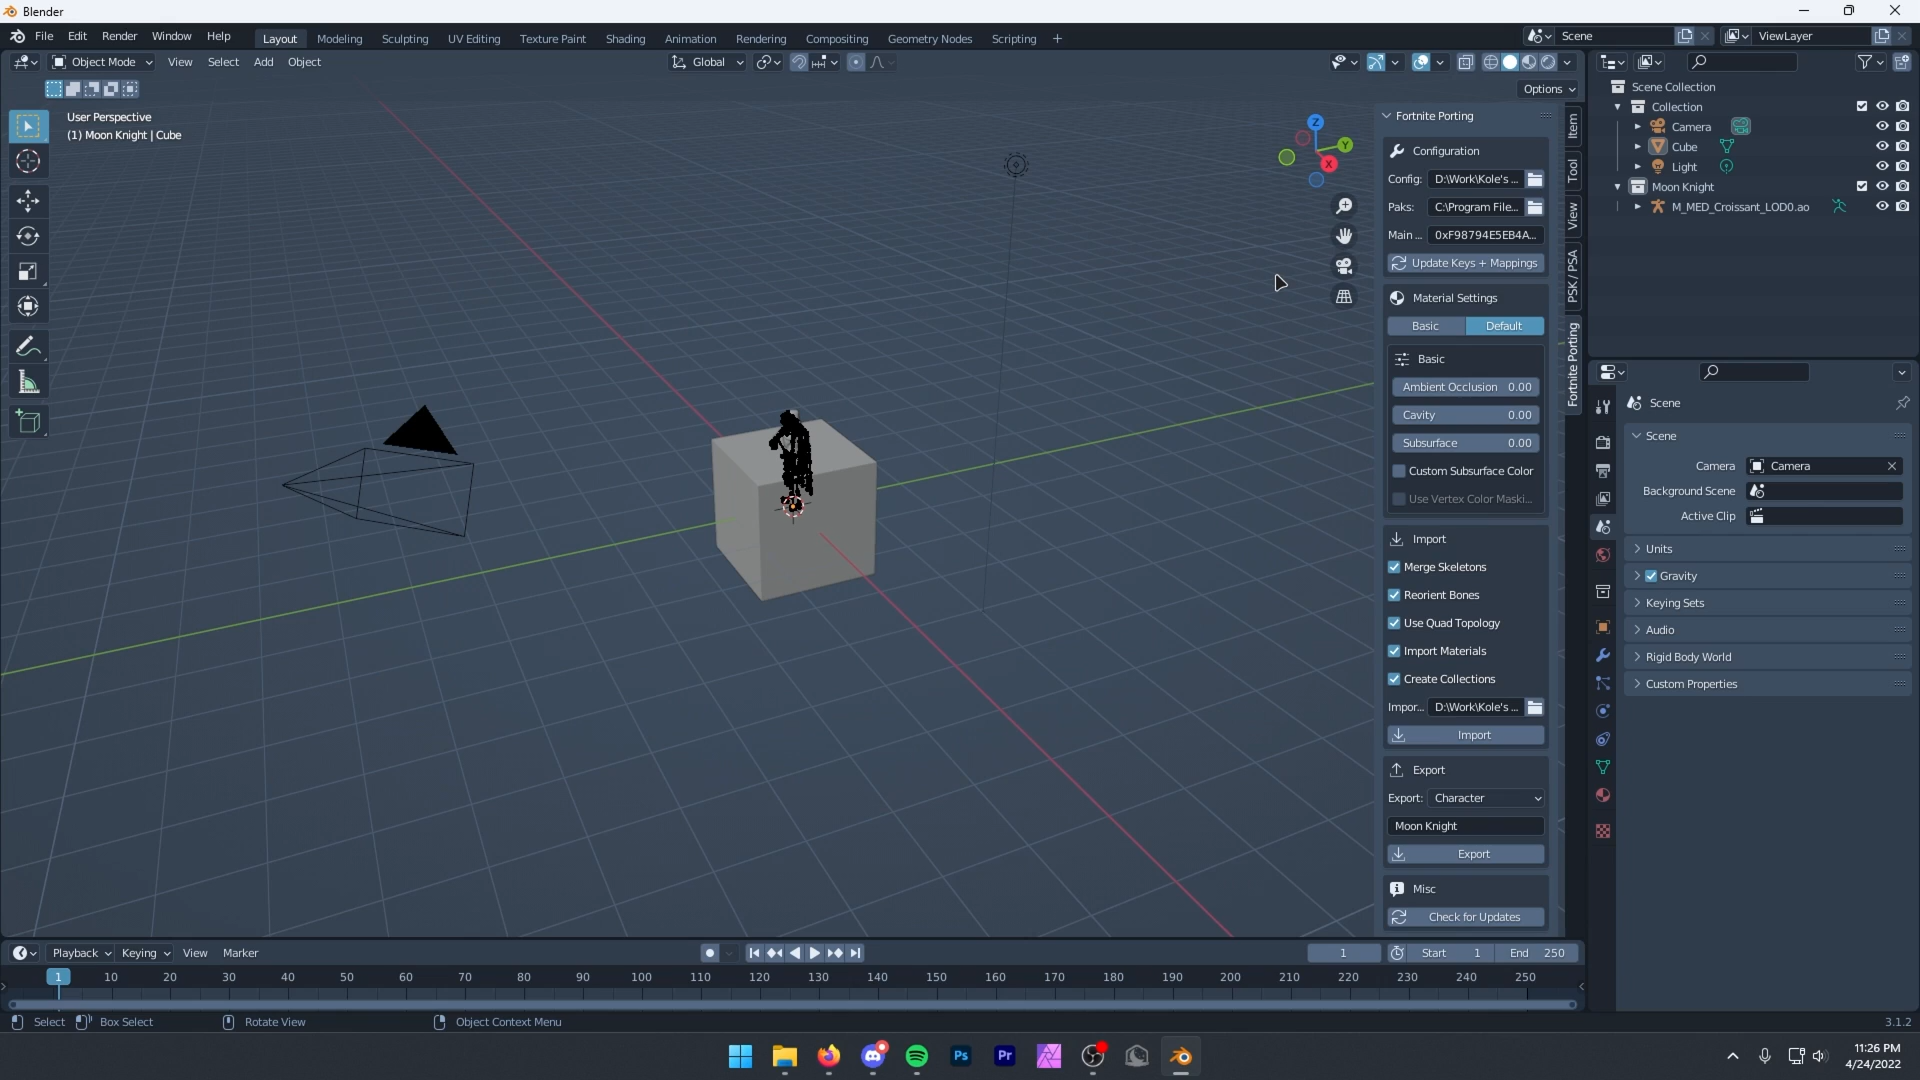 Blender
File Edit Render Window Help Layout Modeling Sculpting UV Editing Texture Paint Shading Animation Rendering Compositing Geometry Nodes Scripting + Scene ViewLayer
Object Mode View Select Add Object Global
Options
User Perspective
(1) Moon Knight | Cube
Z
Y
X
Fortnite Porting
Configuration
Config: D:\Work\Kole's ...
Paks: C:\Program File...
Main ... 0xF98794E5EB4A...
Update Keys + Mappings
Material Settings
Basic Default
Basic
Ambient Occlusion 0.00
Cavity 0.00
Subsurface 0.00
Custom Subsurface Color
Use Vertex Color Maski...
Import
Merge Skeletons
Reorient Bones
Use Quad Topology
Import Materials
Create Collections
Impor... D:\Work\Kole's ...
Import
Export
Export: Character
Moon Knight
Export
Misc
Check for Updates
Item
Tool
View
PSK / PSA
Fortnite Porting
Scene Collection
Collection
Camera
Cube
Light
Moon Knight
M_MED_Croissant_LOD0.ao
Scene
Scene
Camera Camera
Background Scene
Active Clip
Units
Gravity
Keying Sets
Audio
Rigid Body World
Custom Properties
Playback Keying View Marker 1 Start 1 End 250
1 10 20 30 40 50 60 70 80 90 100 110 120 130 140 150 160 170 180 190 200 210 220 230 240 250
Select Box Select Rotate View Object Context Menu 3.1.2
Ps Pr
11:26 PM
4/24/2022